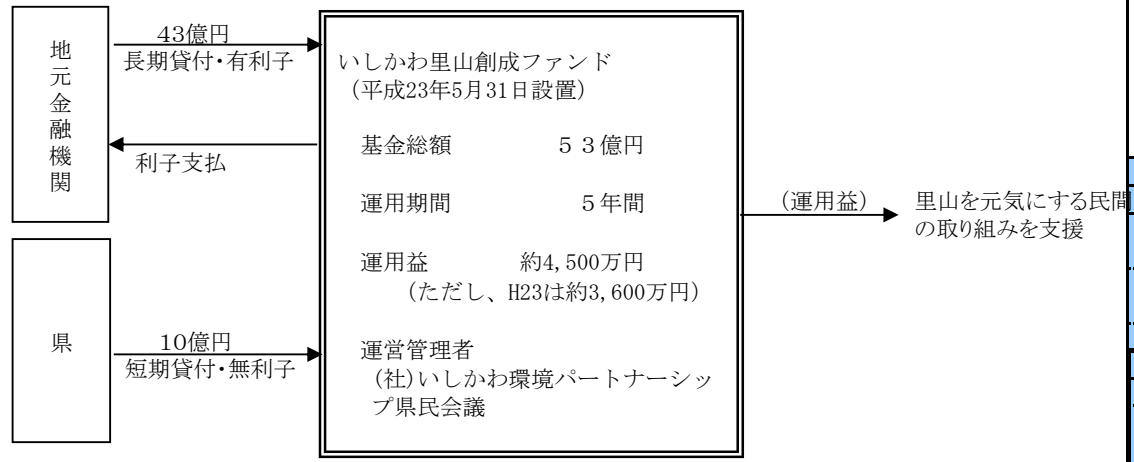 地元金融機関
43億円
長期貸付・有利子
利子支払
県
10億円
短期貸付・無利子
いしかわ里山創成ファンド
(平成23年5月31日設置)
基金総額 53億円
運用期間 5年間
運用益 約4,500万円
(ただし、H23は約3,600万円)
運営管理者
(社)いしかわ環境パートナーシッ
プ県民会議
(運用益)
里山を元気にする民間
の取り組みを支援